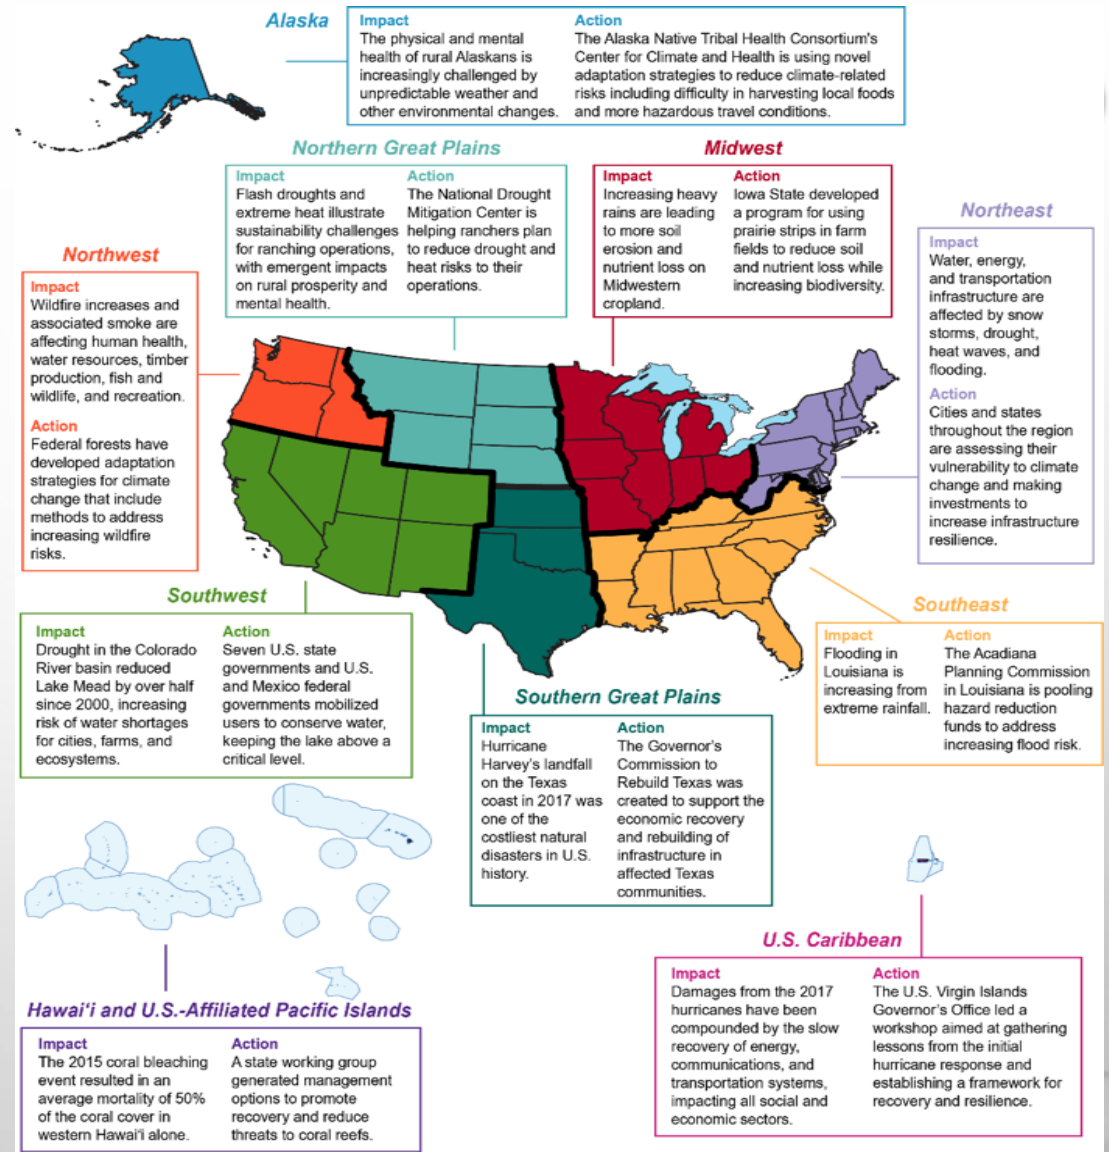 Alaska
Impact
The physical and mental
health of rural Alaskans is
increasingly challenged by
unpredictable weather and
other environmental changes.
Action
The Alaska Native Tribal Health Consortium's
Center for Climate and Health is using novel
adaptation strategies to reduce climate-related
risks including difficulty in harvesting local foods
and more hazardous travel conditions.
Northern Great Plains
Impact
Flash droughts and
extreme heat illustrate
sustainability challenges
for ranching operations,
with emergent impacts
on rural prosperity and
mental health.
Action
The National Drought
Mitigation Center is
helping ranchers plan
to reduce drought and
heat risks to their
operations.
Midwest
Impact
Increasing heavy
rains are leading
to more soil
erosion and
nutrient loss on
Midwestern
cropland.
Action
Iowa State developed
a program for using
prairie strips in farm
fields to reduce soil
and nutrient loss while
increasing biodiversity.
Northeast
Impact
Water, energy,
and transportation
infrastructure are
affected by snow
storms, drought,
heat waves, and
flooding.
Action
Cities and states
throughout the region
are assessing their
vulnerability to climate
change and making
investments to
increase infrastructure
resilience.
Northwest
Impact
Wildfire increases and
associated smoke are
affecting human health,
water resources, timber
production, fish and
wildlife, and recreation.
Action
Federal forests have
developed adaptation
strategies for climate
change that include
methods to address
increasing wildfire
risks.
Southwest
Impact
Drought in the Colorado
River basin reduced
Lake Mead by over half
since 2000, increasing
risk of water shortages
for cities, farms, and
ecosystems.
Action
Seven U.S. state
governments and U.S.
and Mexico federal
governments mobilized
users to conserve water,
keeping the lake above a
critical level.
Southeast
Impact
Flooding in
Louisiana is
increasing from
extreme rainfall.
Action
The Acadiana
Planning Commission
in Louisiana is pooling
hazard reduction
funds to address
increasing flood risk.
Southern Great Plains
Impact
Hurricane
Harvey's landfall
on the Texas
coast in 2017 was
one of the
costliest natural
disasters in U.S.
history.
Action
The Governor's
Commission to
Rebuild Texas was
created to support the
economic recovery
and rebuilding of
infrastructure in
affected Texas
communities.
U.S. Caribbean
Impact
Damages from the 2017
hurricanes have been
compounded by the slow
recovery of energy,
communications, and
transportation systems,
impacting all social and
economic sectors.
Action
The U.S. Virgin Islands
Governor's Office led a
workshop aimed at gathering
lessons from the initial
hurricane response and
establishing a framework for
recovery and resilience.
Hawaiʻi and U.S.-Affiliated Pacific Islands
Impact
The 2015 coral bleaching
event resulted in an
average mortality of 50%
of the coral cover in
western Hawaiʻi alone.
Action
A state working group
generated management
options to promote
recovery and reduce
threats to coral reefs.